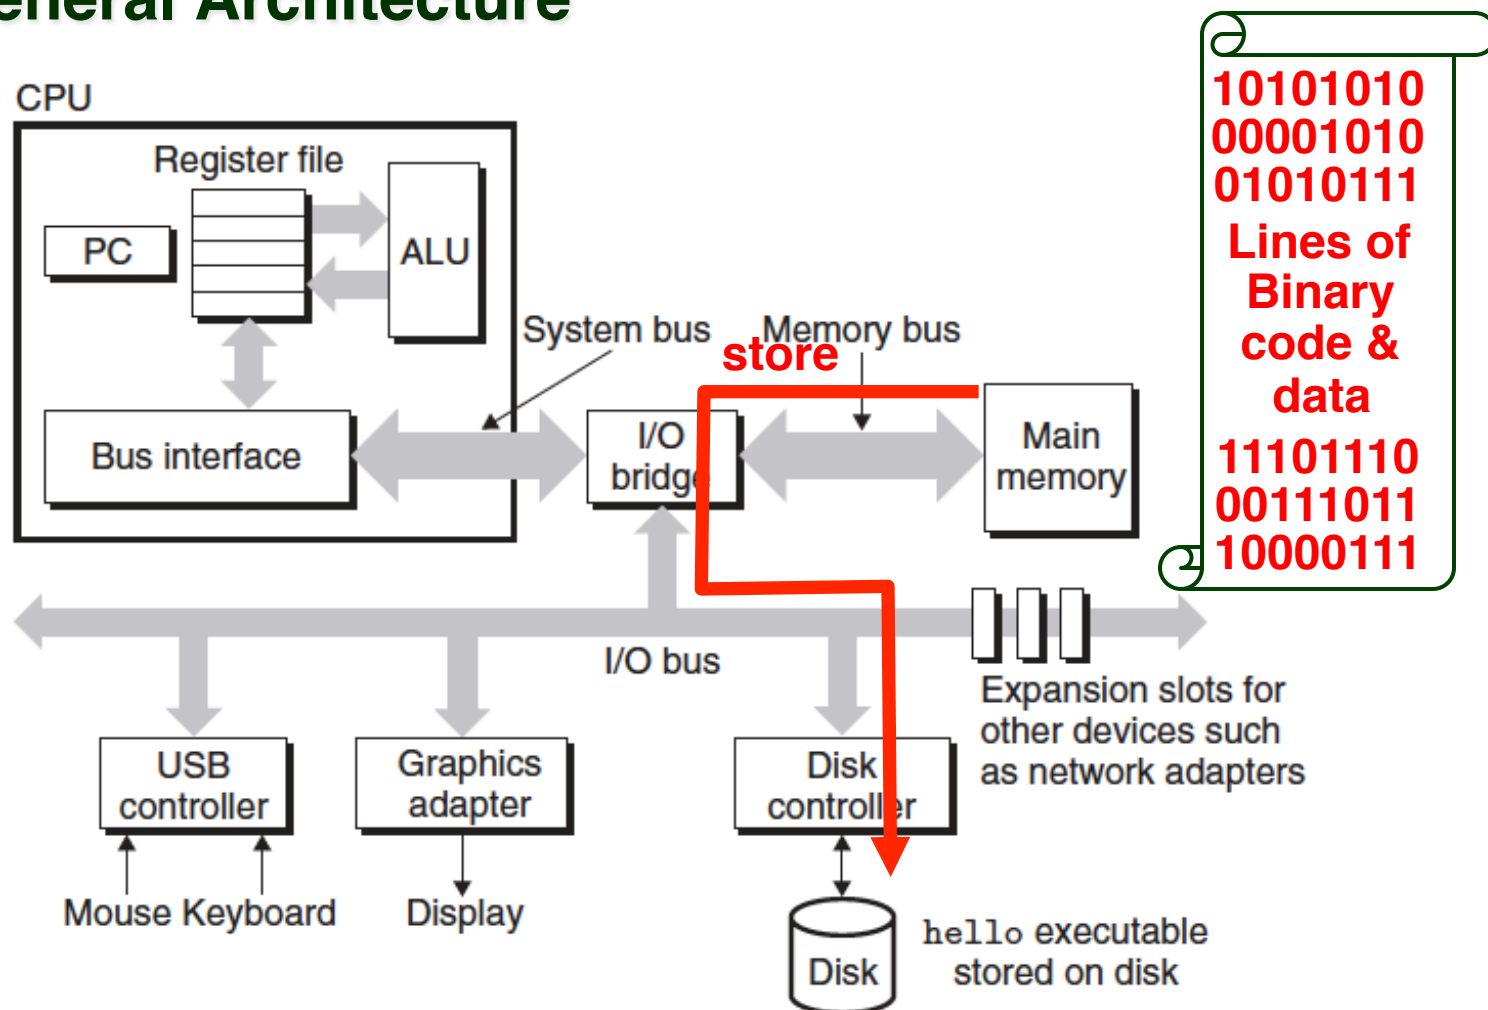 eneral Architecture
CPU
Register file
PC
ALU
System bus
Memory bus
store
Bus interface
I/O
bridge
Main
memory
I/O bus
Expansion slots for
other devices such
as network adapters
USB
controller
Graphics
adapter
Disk
controller
Mouse Keyboard
Display
Disk
hello executable
stored on disk
10101010
00001010
01010111
Lines of
Binary
code &
data
11101110
00111011
10000111